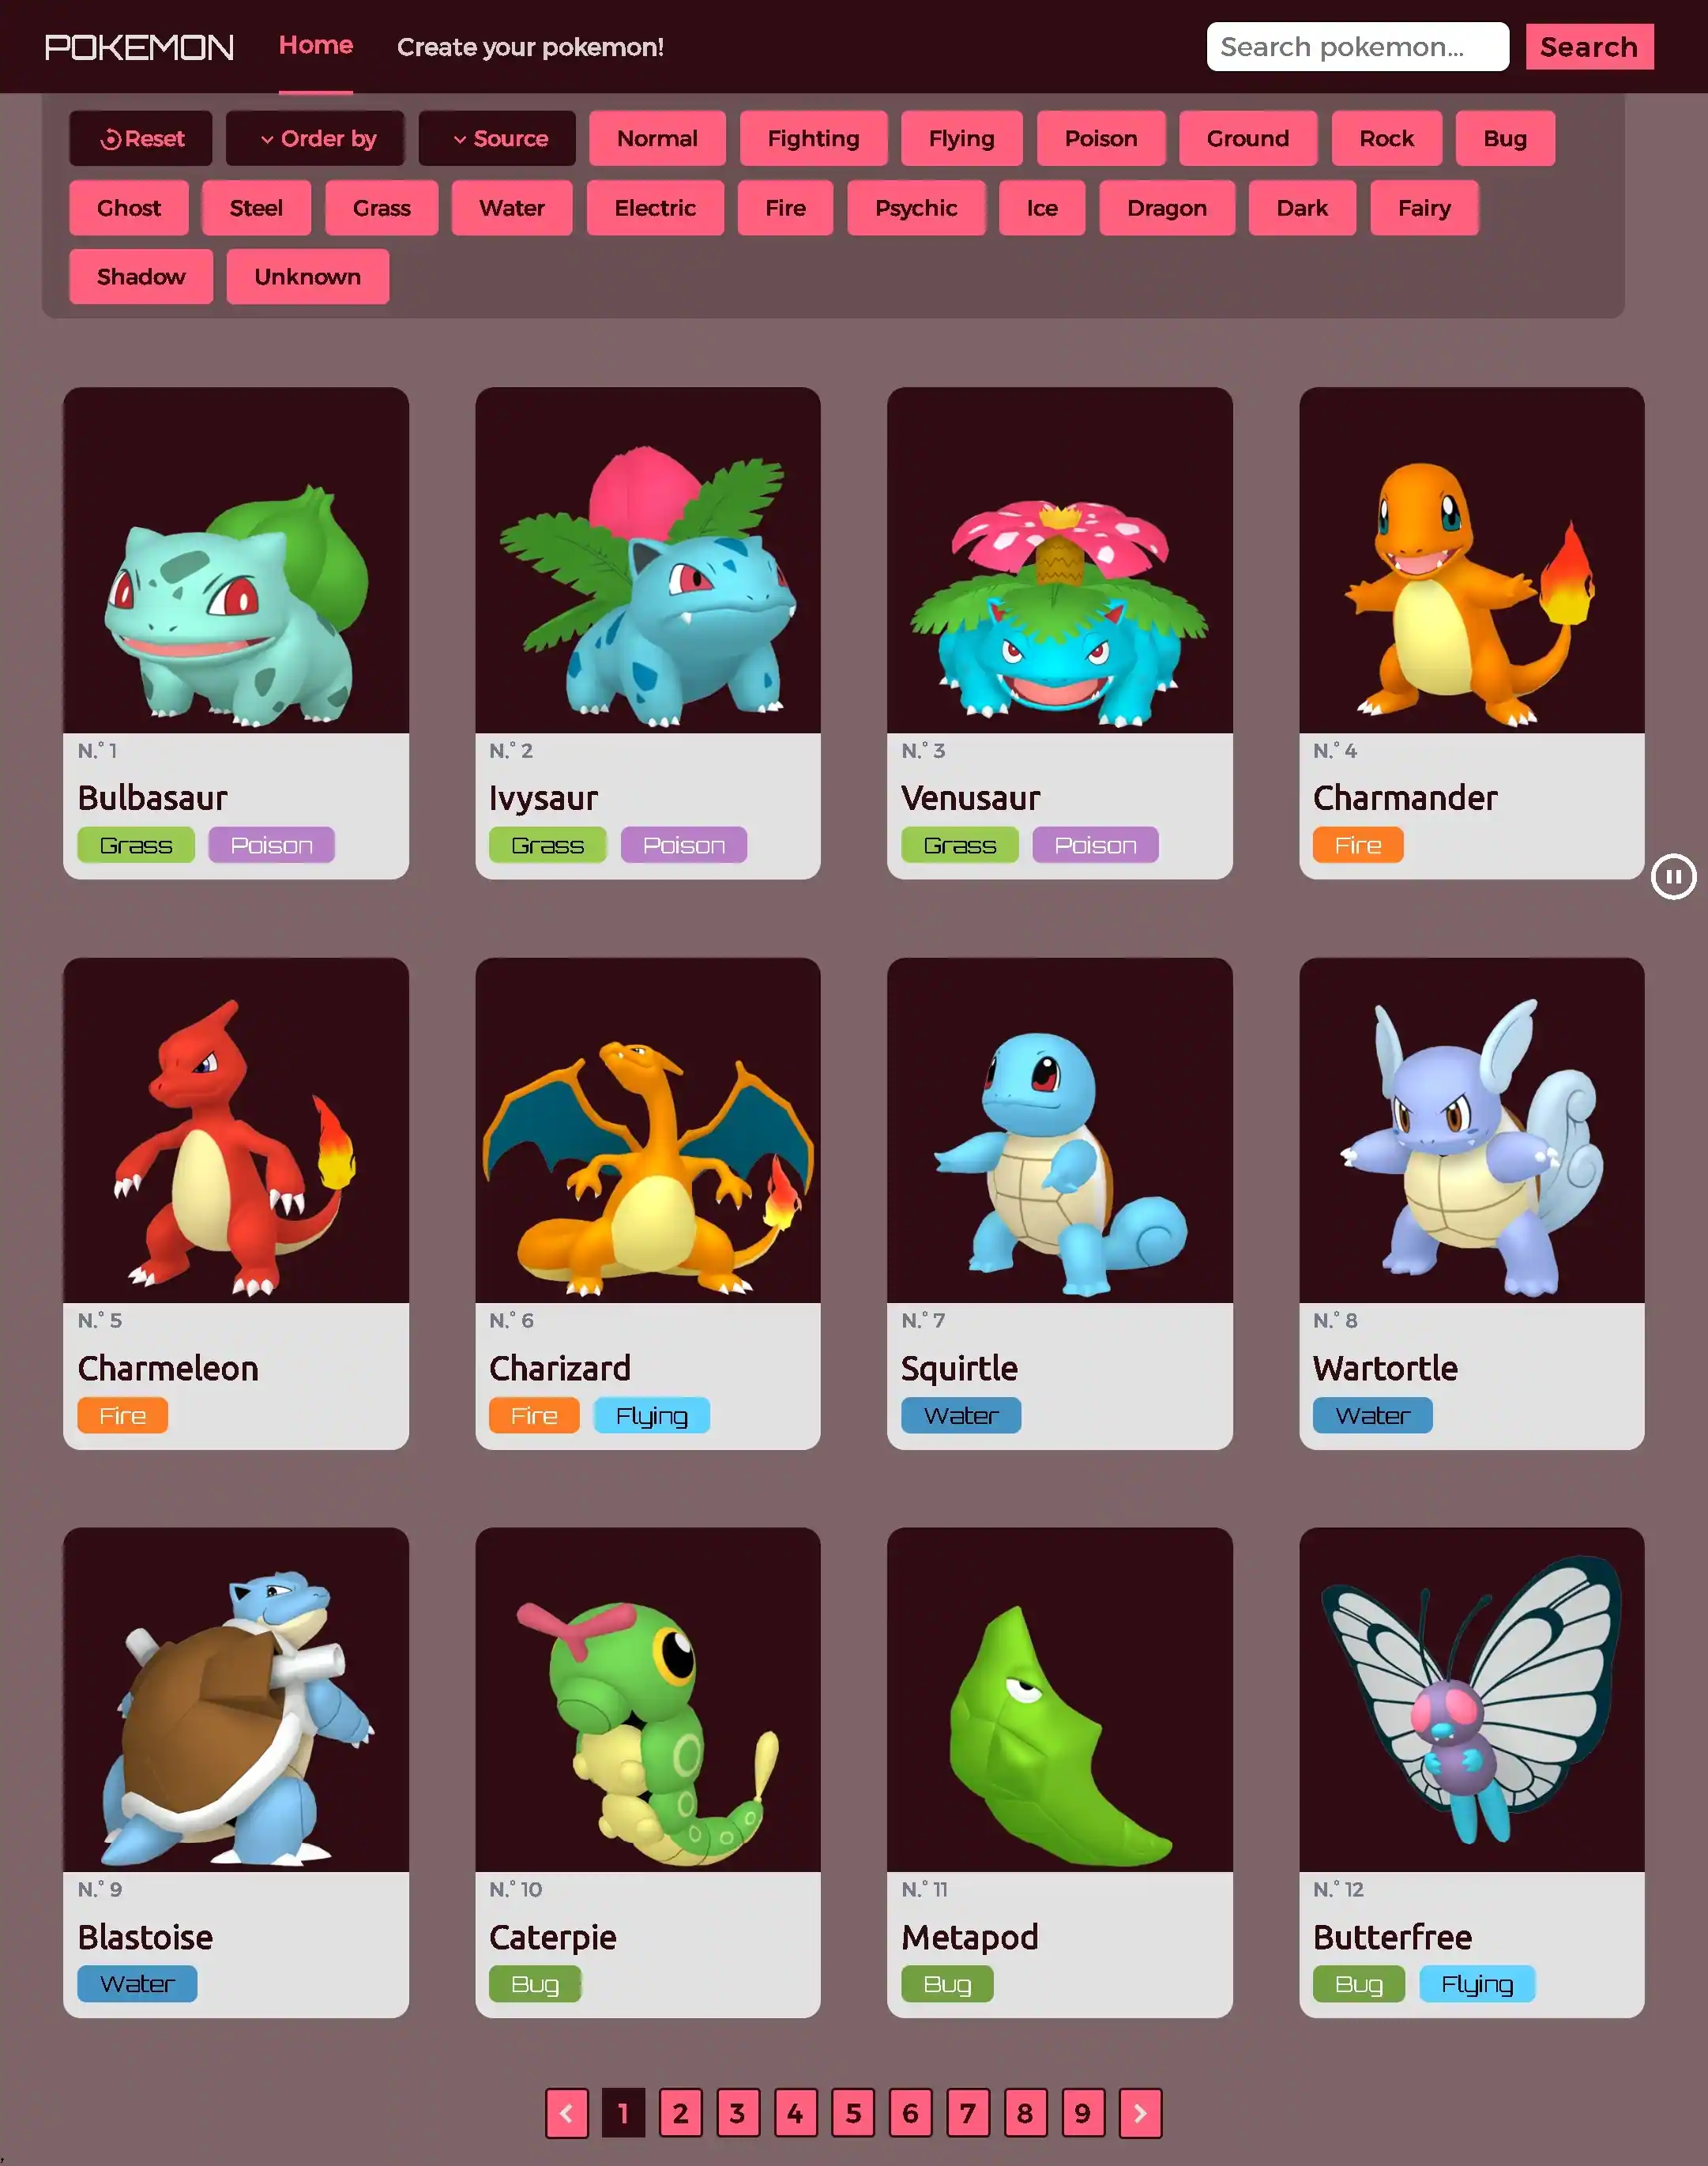 POKEMON Home Create your pokemon! Search pokemon... Search
Reset Order by Source Normal Fighting Flying Poison Ground Rock Bug
Ghost Steel Grass Water Electric Fire Psychic Ice Dragon Dark Fairy
Shadow Unknown
N.° 1
Bulbasaur
Grass Poison
N.° 2
Ivysaur
Grass Poison
N.° 3
Venusaur
Grass Poison
N.° 4
Charmander
Fire
N.° 5
Charmeleon
Fire
N.° 6
Charizard
Fire Flying
N.° 7
Squirtle
Water
N.° 8
Wartortle
Water
N.° 9
Blastoise
Water
N.° 10
Caterpie
Bug
N.° 11
Metapod
Bug
N.° 12
Butterfree
Bug Flying
1 2 3 4 5 6 7 8 9
,